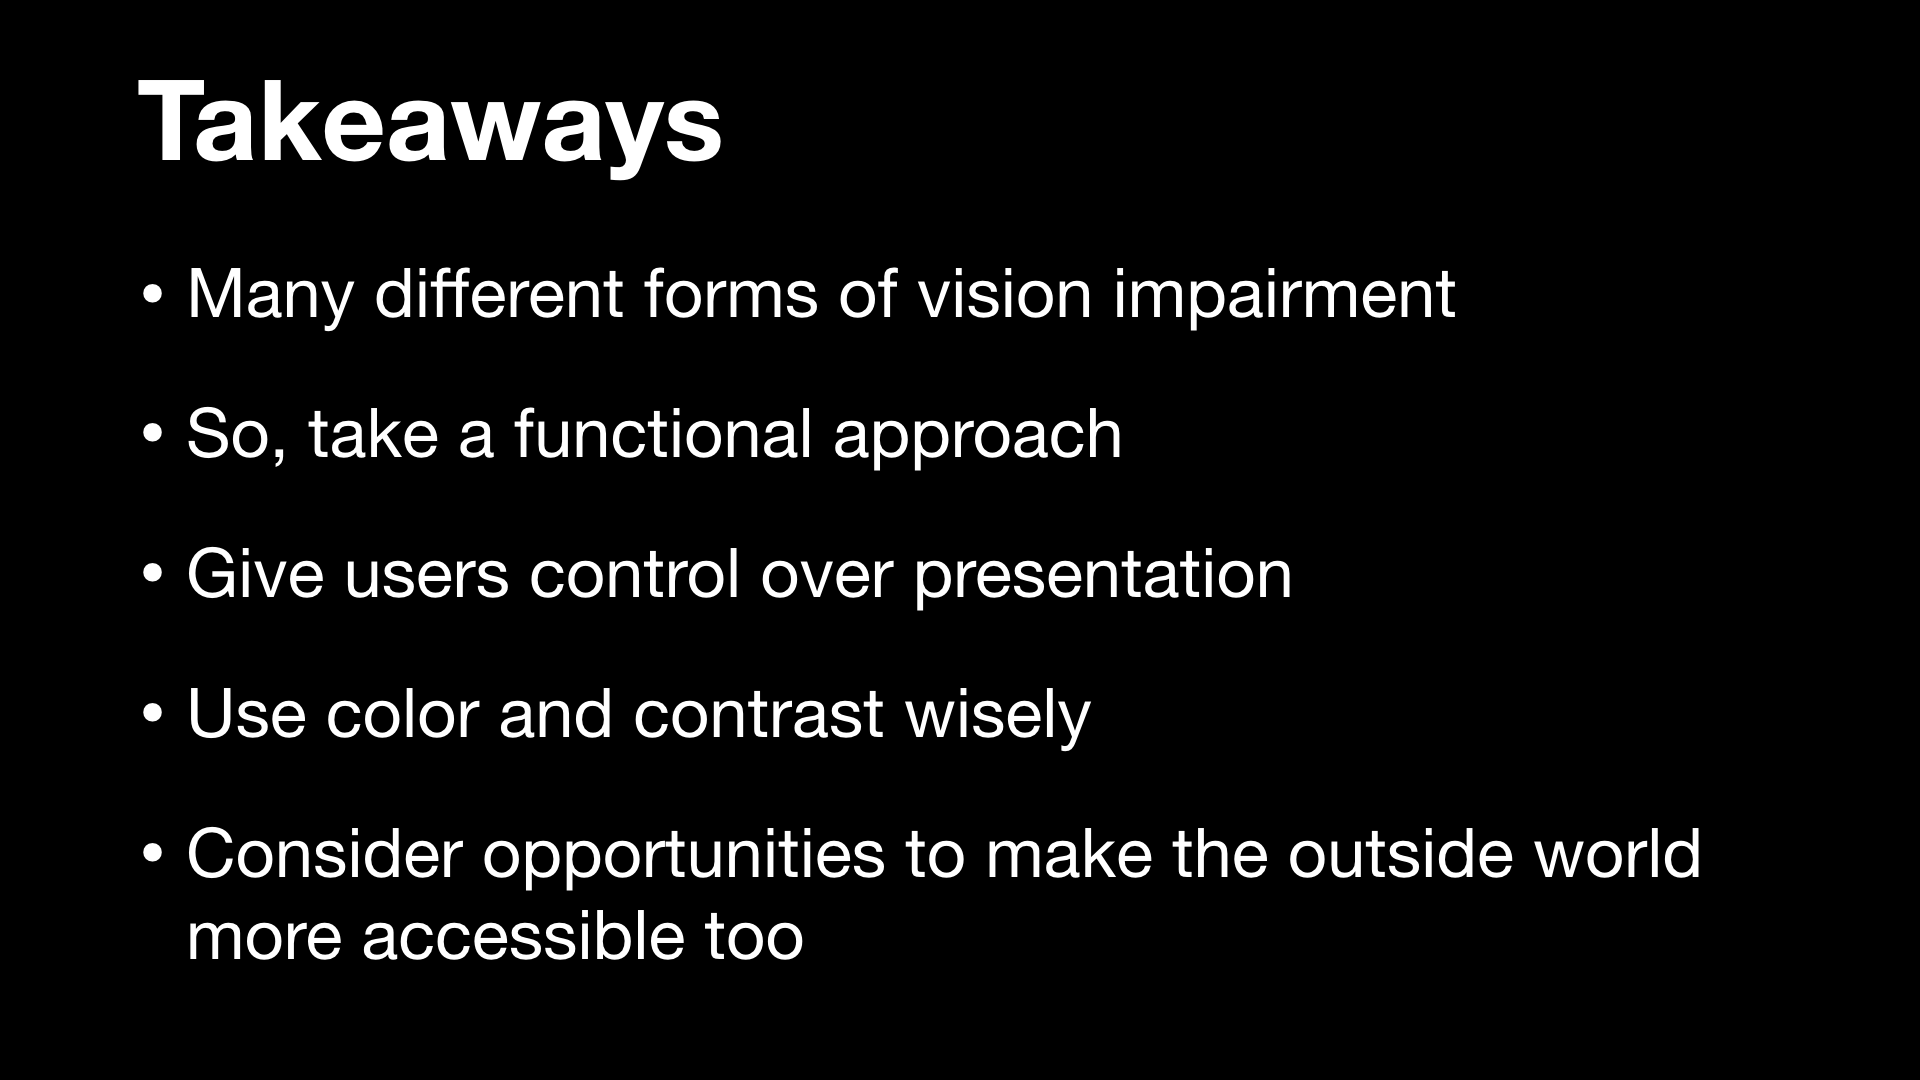 Takeaways
• Many different forms of vision impairment
• So, take a functional approach
• Give users control over presentation
• Use color and contrast wisely
• Consider opportunities to make the outside world
more accessible too